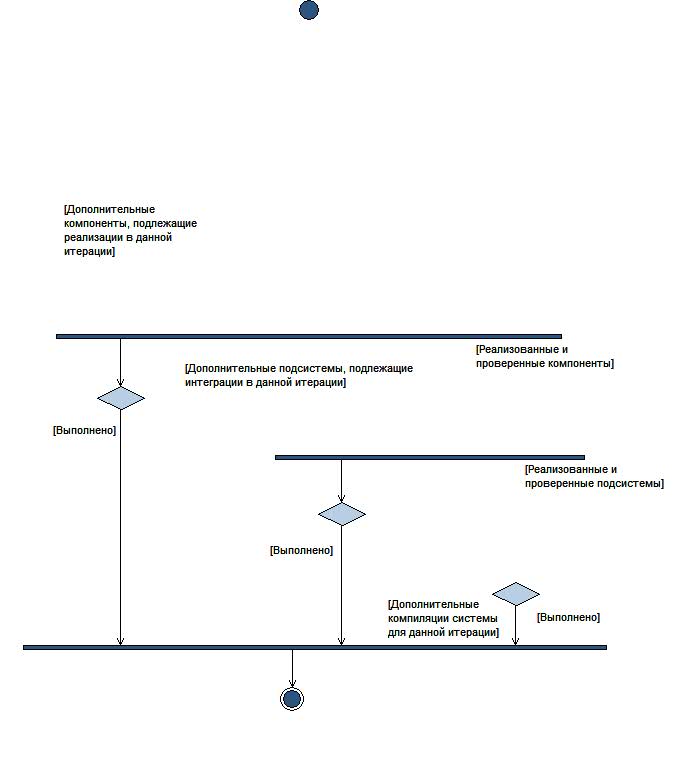 [Дополнительные
компоненты, подлежащие
реализации в данной
итерации]
[Реализованные и
проверенные компоненты]
[Дополнительные подсистемы, подлежащие
интеграции в данной итерации]
[Выполнено]
[Реализованные и
проверенные подсистемы]
[Выполнено]
[Дополнительные
компиляции системы
для данной итерации]
[Выполнено]